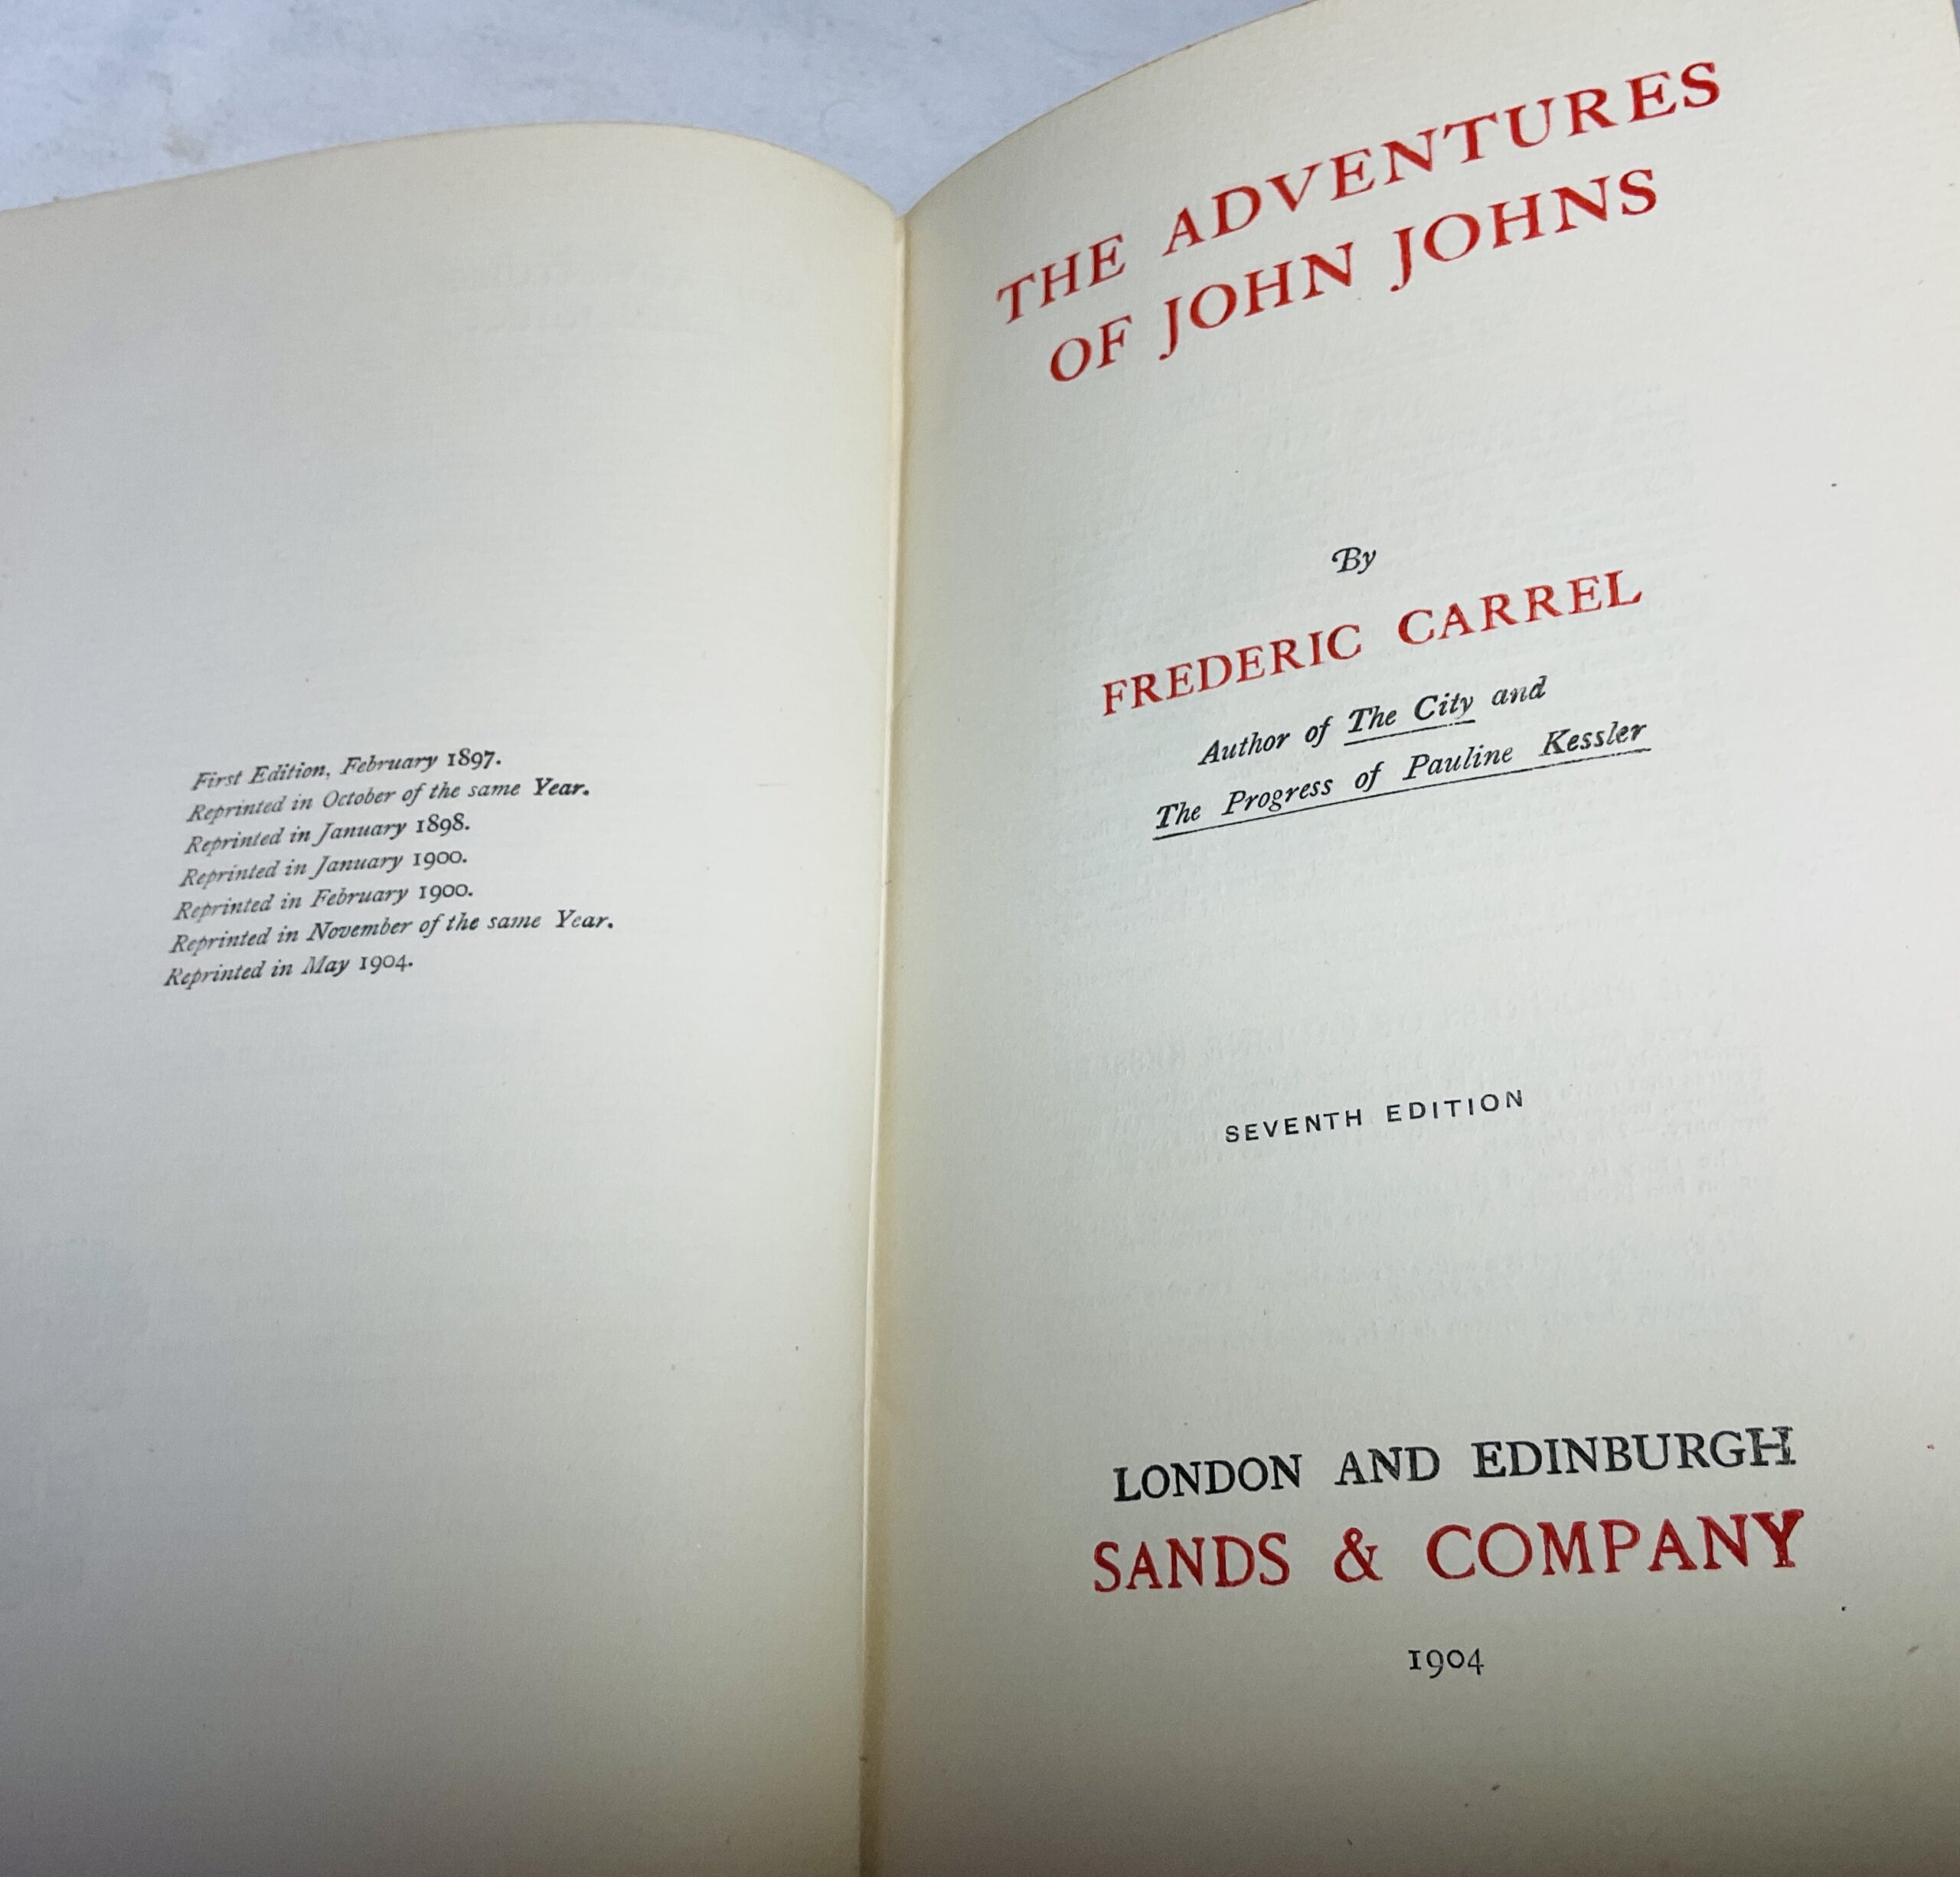 First Edition, February 1897.
Reprinted in October of the same Year.
Reprinted in January 1898.
Reprinted in January 1900.
Reprinted in February 1900.
Reprinted in November of the same Year.
Reprinted in May 1904.
THE ADVENTURES
OF JOHN JOHNS
By
FREDERIC CARREL
Author of The City and
The Progress of Pauline Kessler
SEVENTH EDITION
LONDON AND EDINBURGH
SANDS & COMPANY
1904